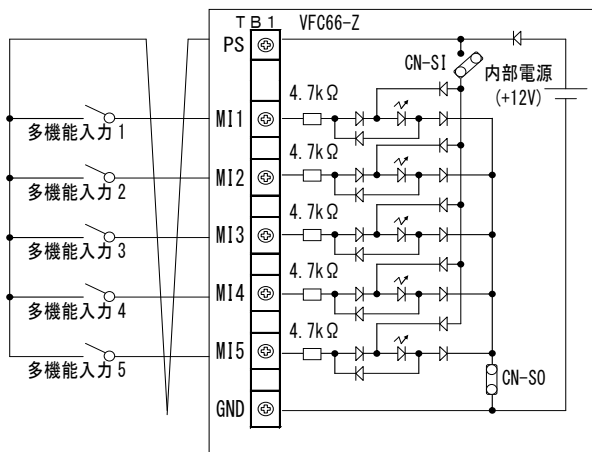 TB1 VFC66-Z
PS
CN-SI
内部電源
(+12V)
4.7kΩ
MI1
多機能入力1
4.7kΩ
MI2
多機能入力2
4.7kΩ
MI3
多機能入力3
4.7kΩ
MI4
多機能入力4
4.7kΩ
MI5
多機能入力5
CN-SO
GND